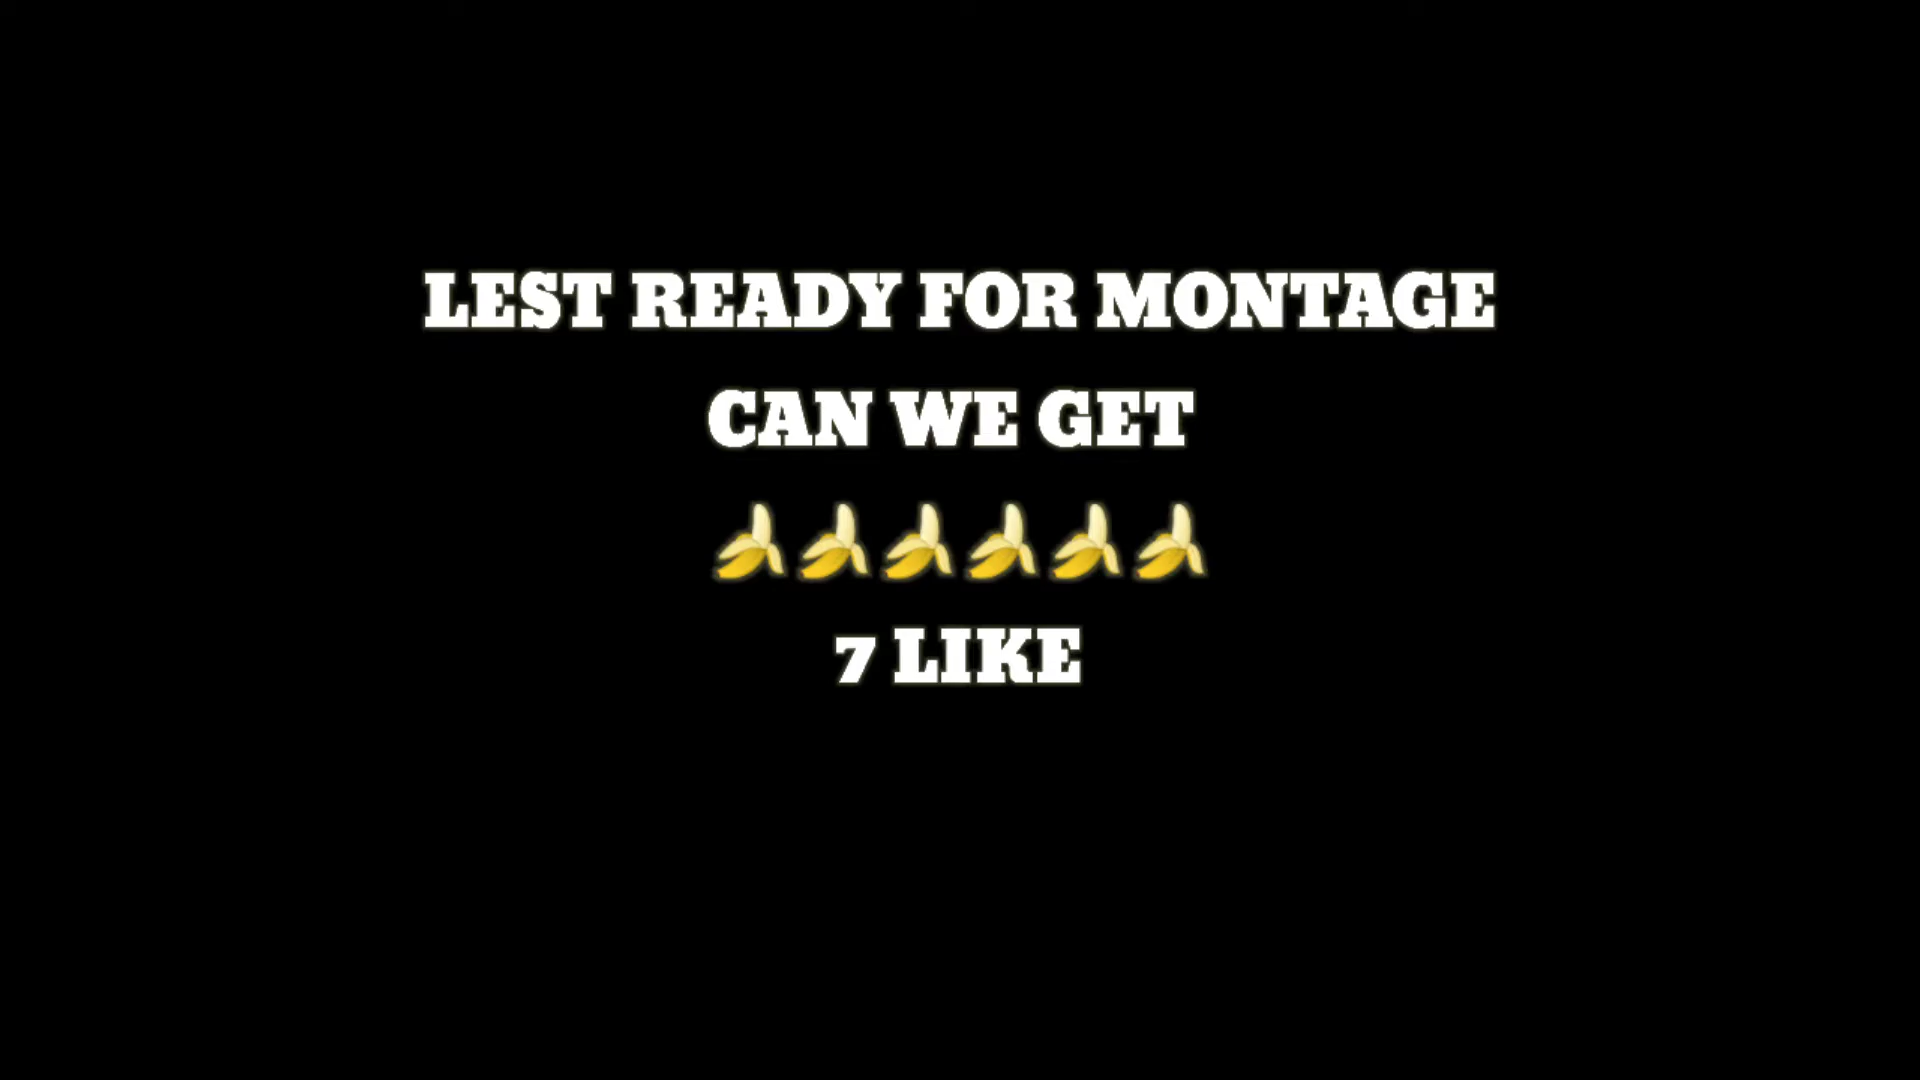 LEST READY FOR MONTAGE
CAN WE GET
🍌🍌🍌🍌🍌🍌
7 LIKE